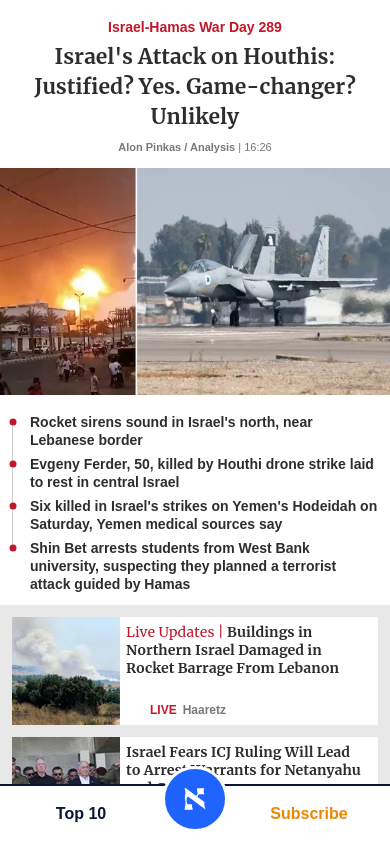 Israel-Hamas War Day 289
Israel's Attack on Houthis:
Justified? Yes. Game-changer?
Unlikely
Alon Pinkas / Analysis | 16:26
Rocket sirens sound in Israel's north, near
Lebanese border
Evgeny Ferder, 50, killed by Houthi drone strike laid
to rest in central Israel
Six killed in Israel's strikes on Yemen's Hodeidah on
Saturday, Yemen medical sources say
Shin Bet arrests students from West Bank
university, suspecting they planned a terrorist
attack guided by Hamas
Live Updates | Buildings in
Northern Israel Damaged in
Rocket Barrage From Lebanon
LIVE Haaretz
Israel Fears ICJ Ruling Will Lead
to Arrest Warrants for Netanyahu
Top 10
Subscribe